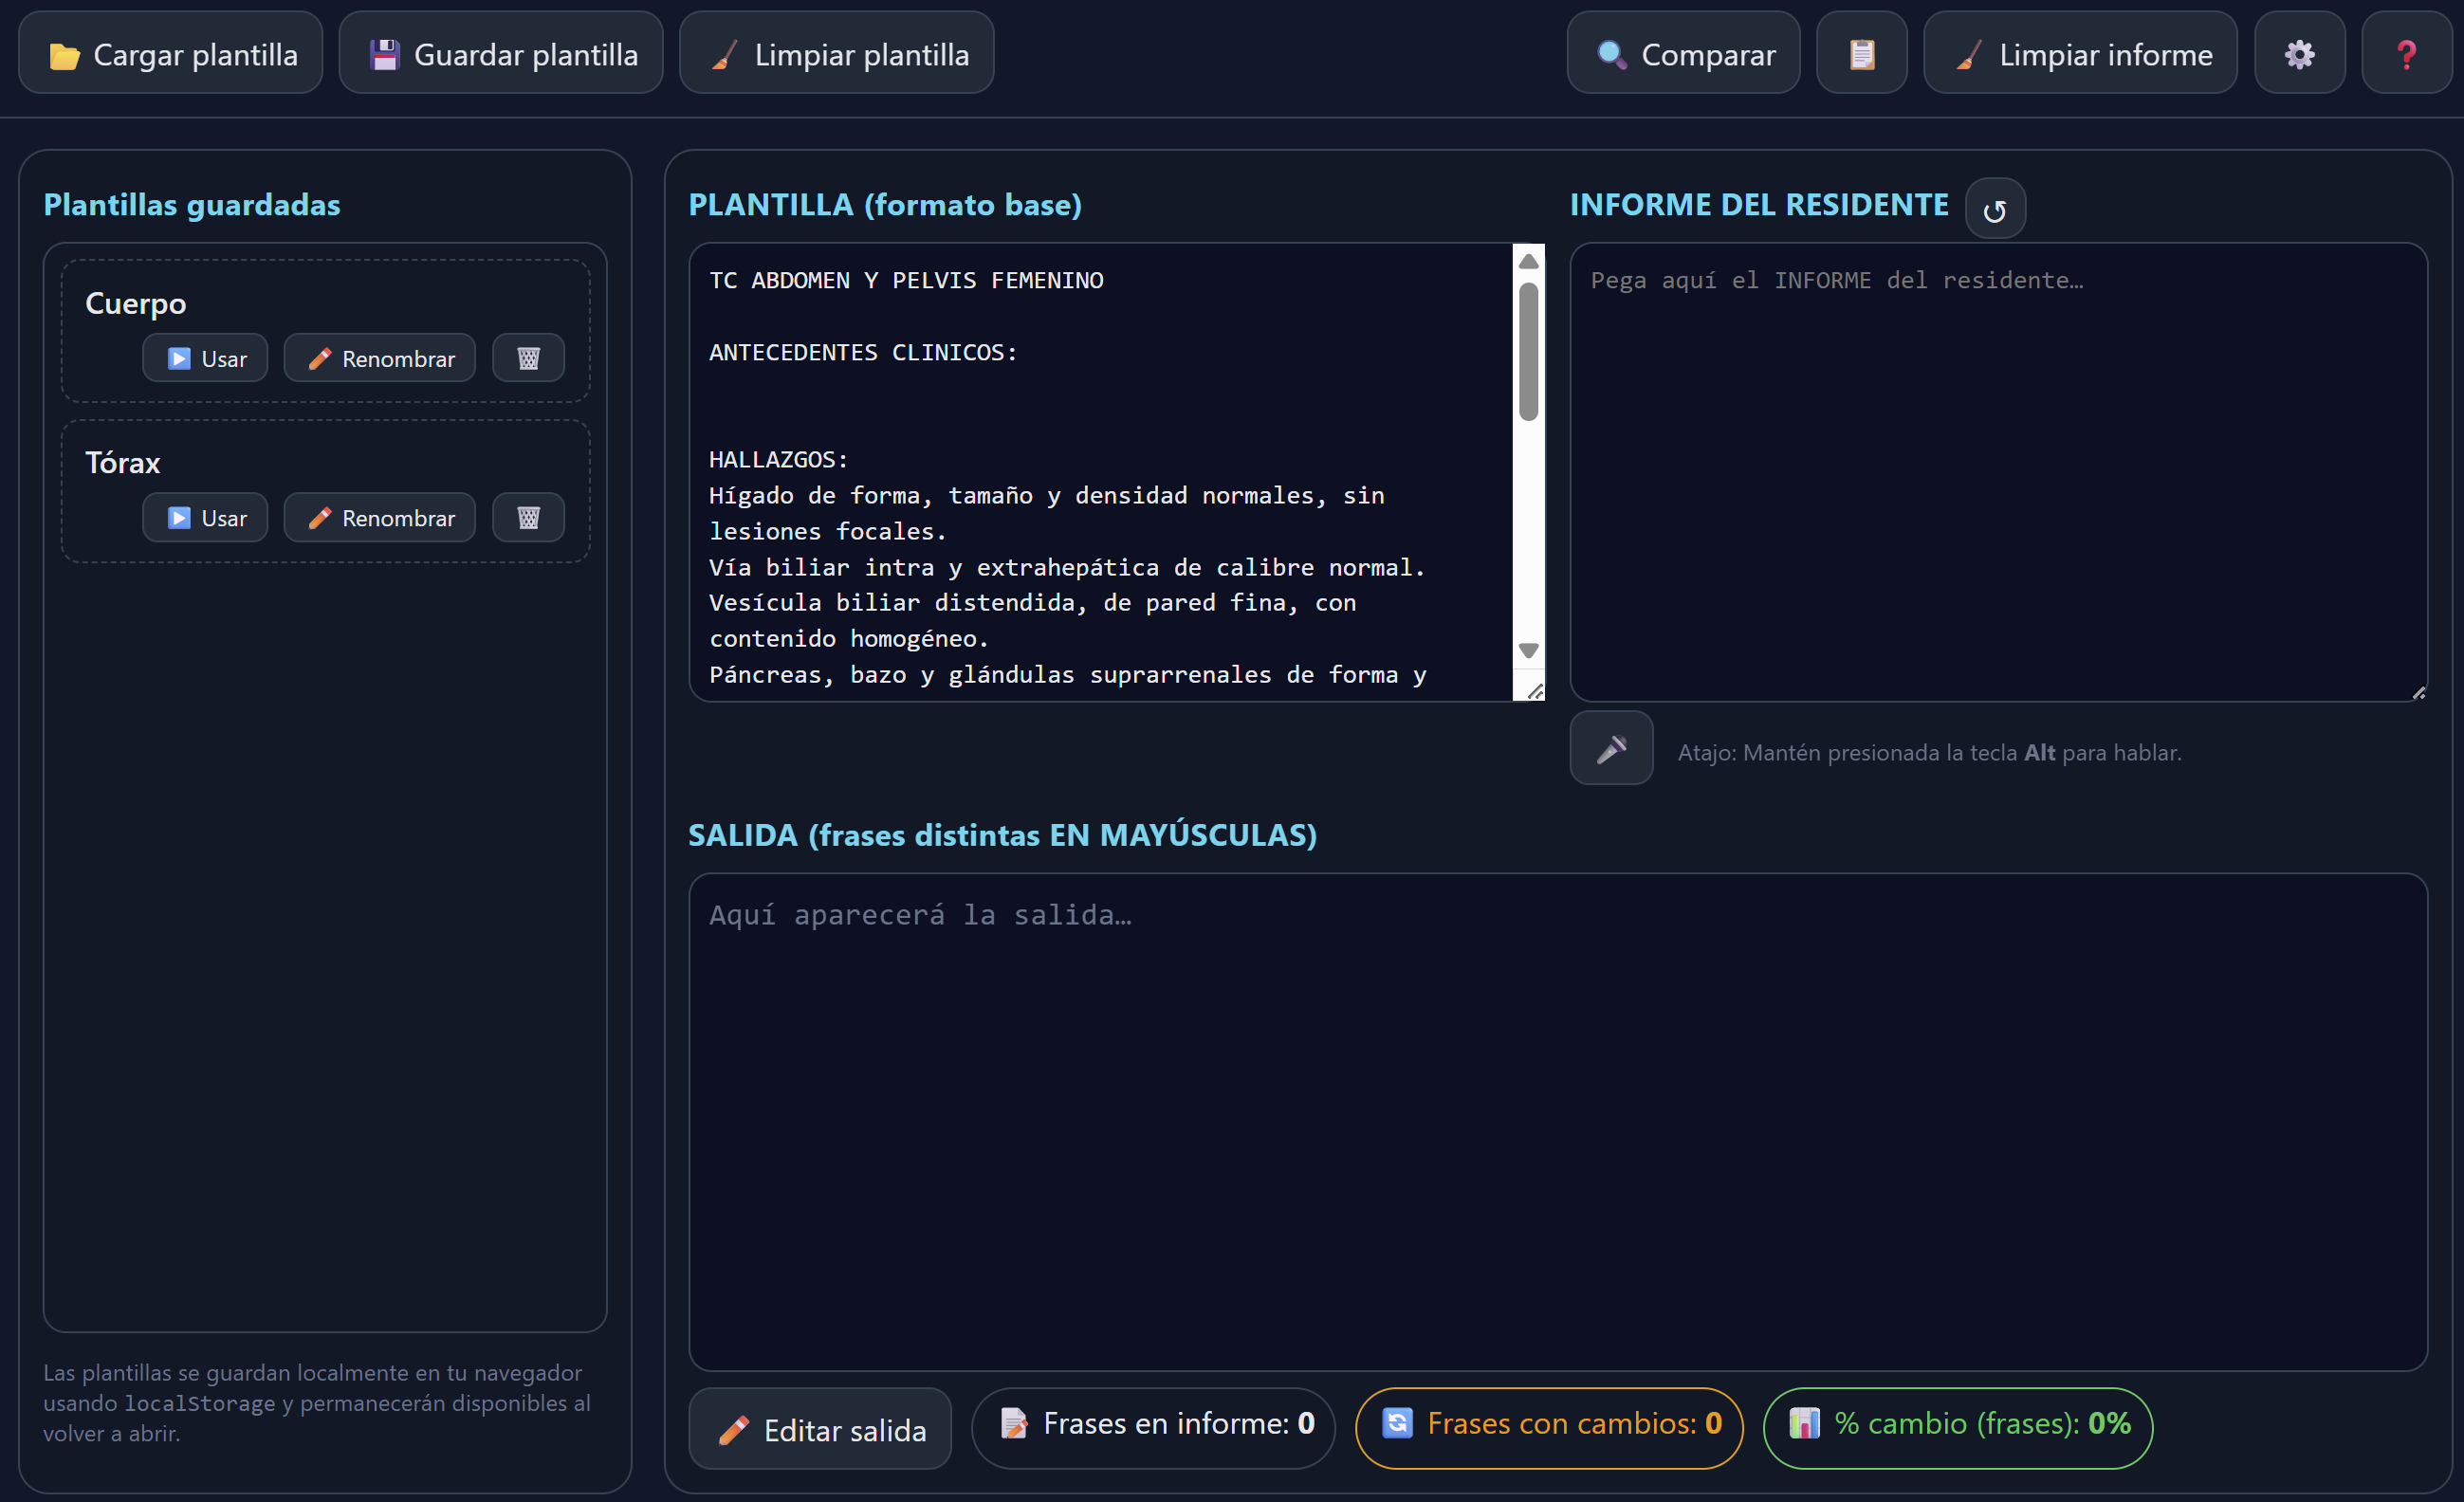 Cargar plantilla
Guardar plantilla
Limpiar plantilla
Comparar
Limpiar informe
Plantillas guardadas
Cuerpo
Usar
Renombrar
Tórax
Usar
Renombrar
Las plantillas se guardan localmente en tu navegador
usando localStorage y permanecerán disponibles al
volver a abrir.
PLANTILLA (formato base)
TC ABDOMEN Y PELVIS FEMENINO
ANTECEDENTES CLINICOS:
HALLAZGOS:
Hígado de forma, tamaño y densidad normales, sin
lesiones focales.
Vía biliar intra y extrahepática de calibre normal.
Vesícula biliar distendida, de pared fina, con
contenido homogéneo.
Páncreas, bazo y glándulas suprarrenales de forma y
INFORME DEL RESIDENTE
Pega aquí el INFORME del residente…
Atajo: Mantén presionada la tecla Alt para hablar.
SALIDA (frases distintas EN MAYÚSCULAS)
Aquí aparecerá la salida…
Editar salida
Frases en informe: 0
Frases con cambios: 0
% cambio (frases): 0%